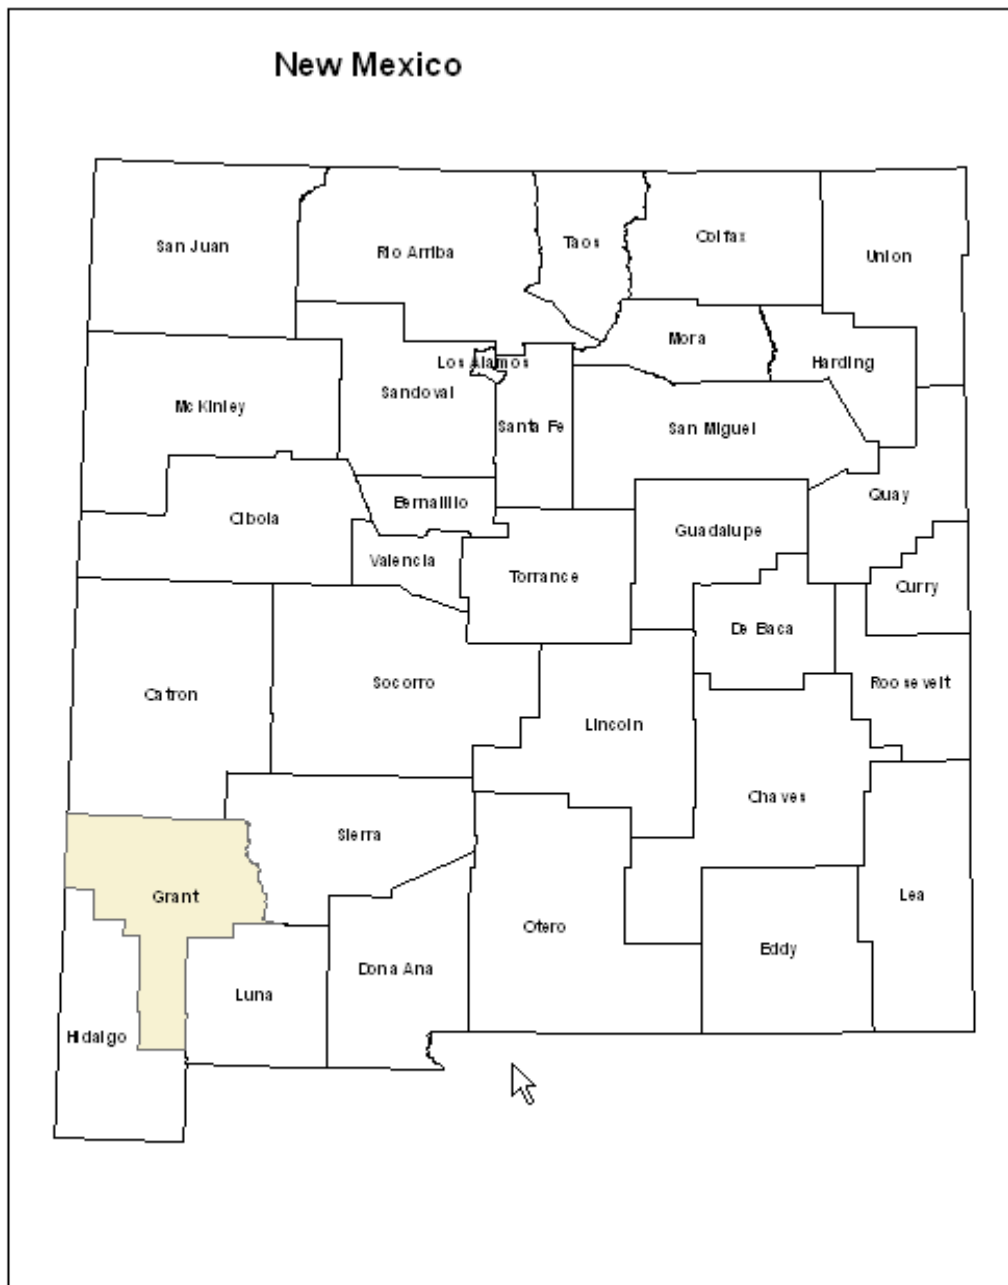 New Mexico
San Juan
Rio Arriba
Taos
Colfax
Union
Los Alamos
Mora
Harding
McKinley
Sandoval
Santa Fe
San Miguel
Quay
Cibola
Bernalillo
Guadalupe
Valencia
Torrance
Curry
De Baca
Catron
Socorro
Roosevelt
Lincoln
Chaves
Sierra
Grant
Lea
Otero
Eddy
Dona Ana
Luna
Hidalgo